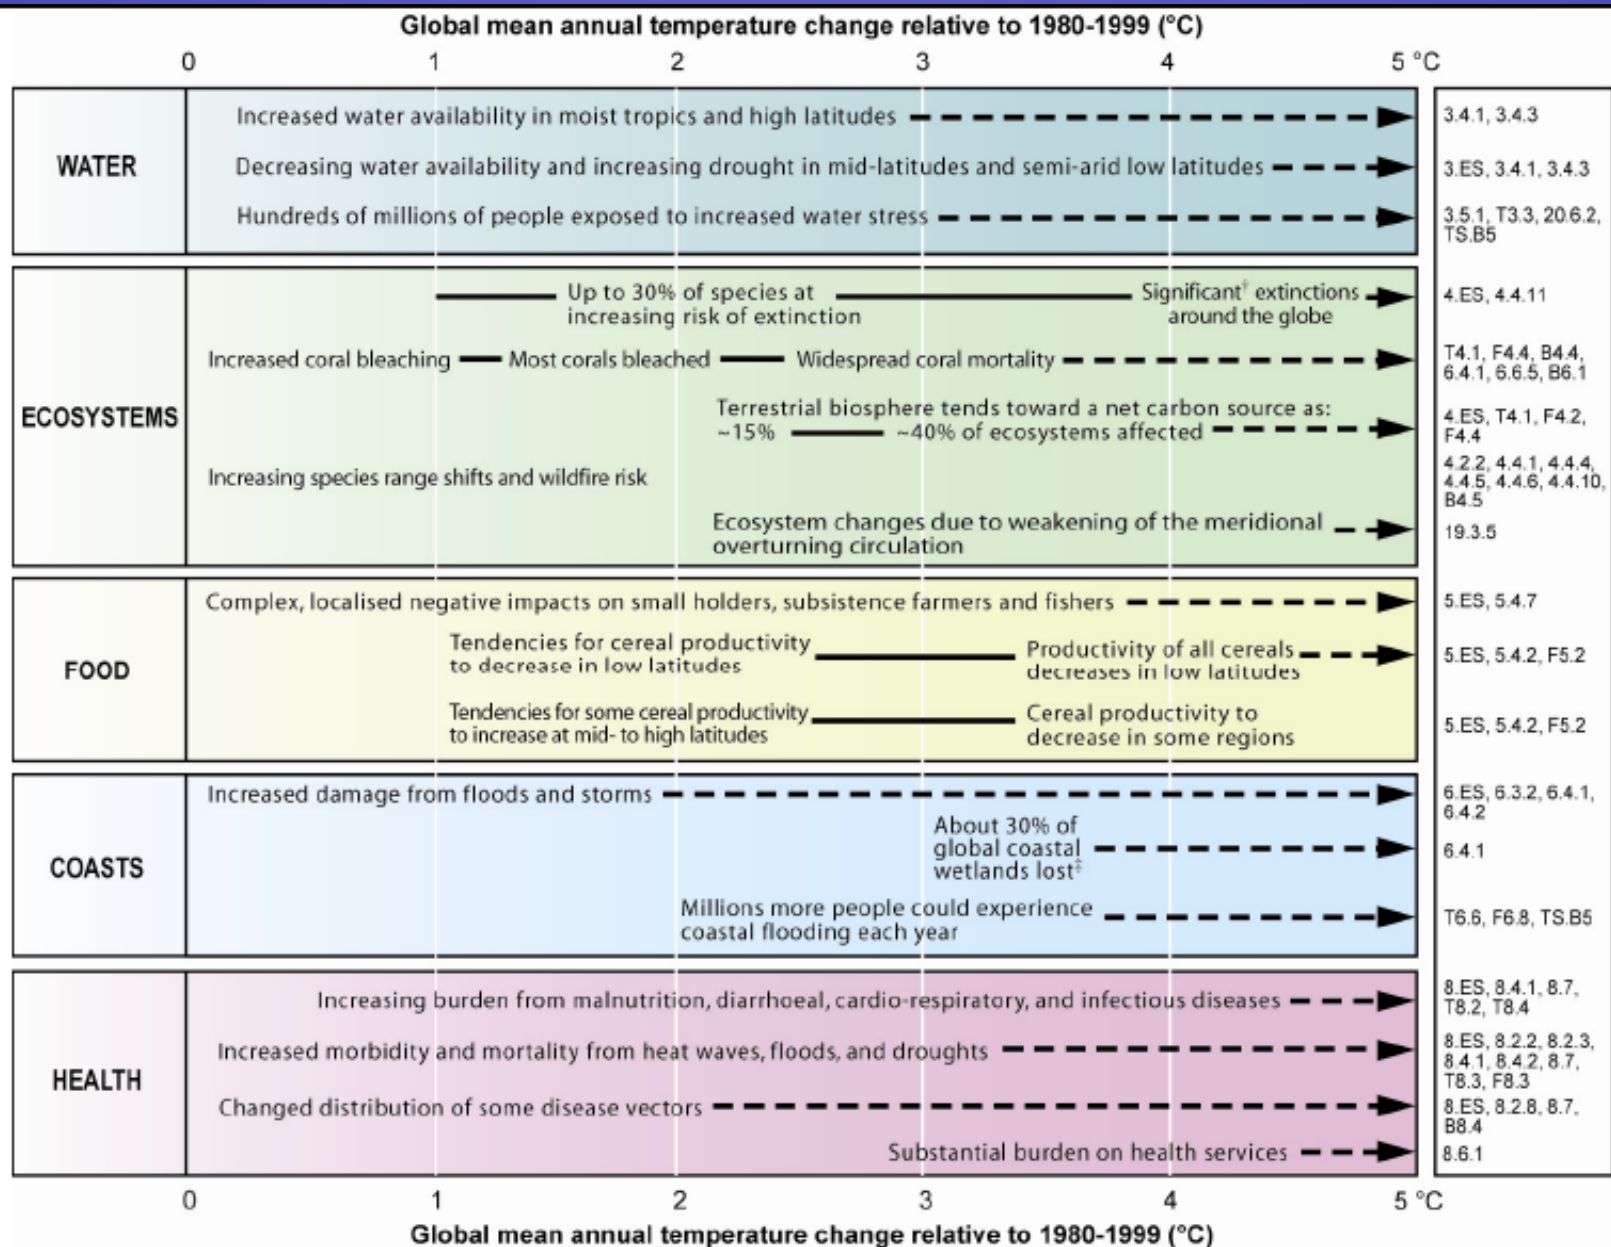 Global mean annual temperature change relative to 1980-1999 (°C)
0 1 2 3 4 5 °C
WATER
Increased water availability in moist tropics and high latitudes
3.4.1, 3.4.3
Decreasing water availability and increasing drought in mid-latitudes and semi-arid low latitudes
3.ES, 3.4.1, 3.4.3
Hundreds of millions of people exposed to increased water stress
3.5.1, T3.3, 20.6.2,
TS.B5
ECOSYSTEMS
Up to 30% of species at
increasing risk of extinction
Significant† extinctions
around the globe
4.ES, 4.4.11
Increased coral bleaching Most corals bleached Widespread coral mortality
T4.1, F4.4, B4.4,
6.4.1, 6.6.5, B6.1
Terrestrial biosphere tends toward a net carbon source as:
~15% ~40% of ecosystems affected
4.ES, T4.1, F4.2,
F4.4
Increasing species range shifts and wildfire risk
4.2.2, 4.4.1, 4.4.4,
4.4.5, 4.4.6, 4.4.10,
B4.5
Ecosystem changes due to weakening of the meridional
overturning circulation
19.3.5
FOOD
Complex, localised negative impacts on small holders, subsistence farmers and fishers
5.ES, 5.4.7
Tendencies for cereal productivity
to decrease in low latitudes
Productivity of all cereals
decreases in low latitudes
5.ES, 5.4.2, F5.2
Tendencies for some cereal productivity
to increase at mid- to high latitudes
Cereal productivity to
decrease in some regions
5.ES, 5.4.2, F5.2
COASTS
Increased damage from floods and storms
6.ES, 6.3.2, 6.4.1,
6.4.2
About 30% of
global coastal
wetlands lost‡
6.4.1
Millions more people could experience
coastal flooding each year
T6.6, F6.8, TS.B5
HEALTH
Increasing burden from malnutrition, diarrhoeal, cardio-respiratory, and infectious diseases
8.ES, 8.4.1, 8.7,
T8.2, T8.4
Increased morbidity and mortality from heat waves, floods, and droughts
8.ES, 8.2.2, 8.2.3,
8.4.1, 8.4.2, 8.7,
T8.3, F8.3
Changed distribution of some disease vectors
8.ES, 8.2.8, 8.7,
B8.4
Substantial burden on health services
8.6.1
0 1 2 3 4 5 °C
Global mean annual temperature change relative to 1980-1999 (°C)